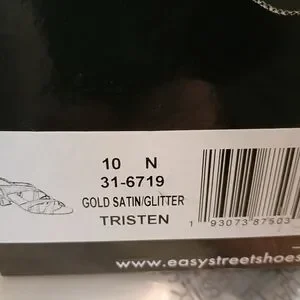 10 N
31-6719
GOLD SATIN/GLITTER
TRISTEN
1 93073 87503
www.easystreetshoes